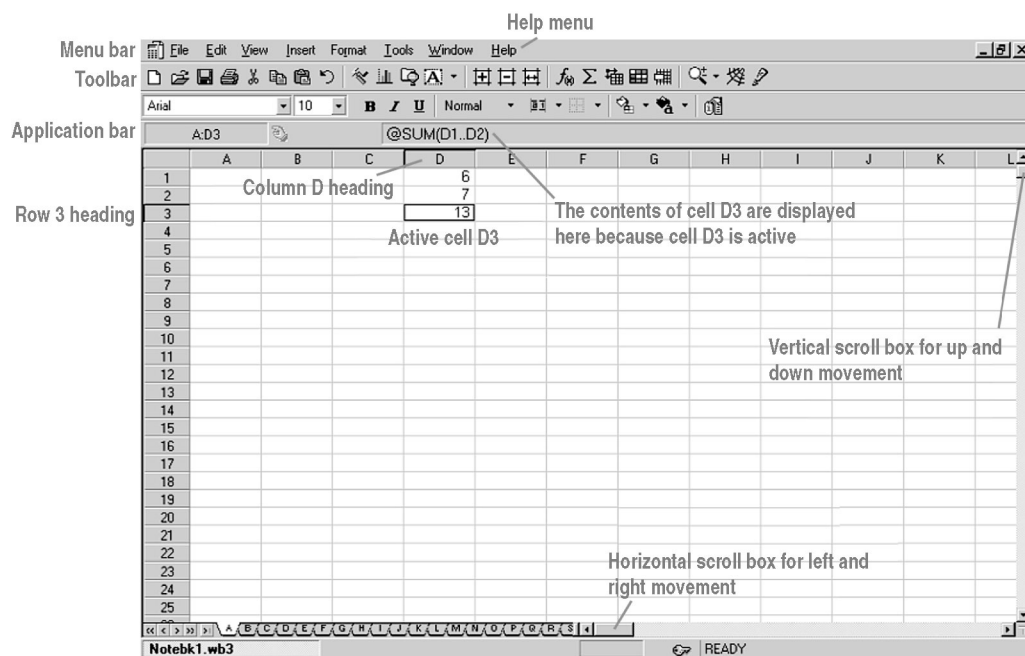 Help menu
Menu bar
File Edit View Insert Format Tools Window Help
Toolbar
Arial 10 B I U Normal
Application bar
A:D3 @SUM(D1..D2)
A B C D E F G H I J K L
1 6
Column D heading
2 7
Row 3 heading
3 13
The contents of cell D3 are displayed
here because cell D3 is active
Active cell D3
4
5
6
7
8
9
10
Vertical scroll box for up and
down movement
11
12
13
14
15
16
17
18
19
20
21
22
Horizontal scroll box for left and
right movement
23
24
25
A B C D E F G H I J K L M N O P Q R S
Notebk1.wb3 READY